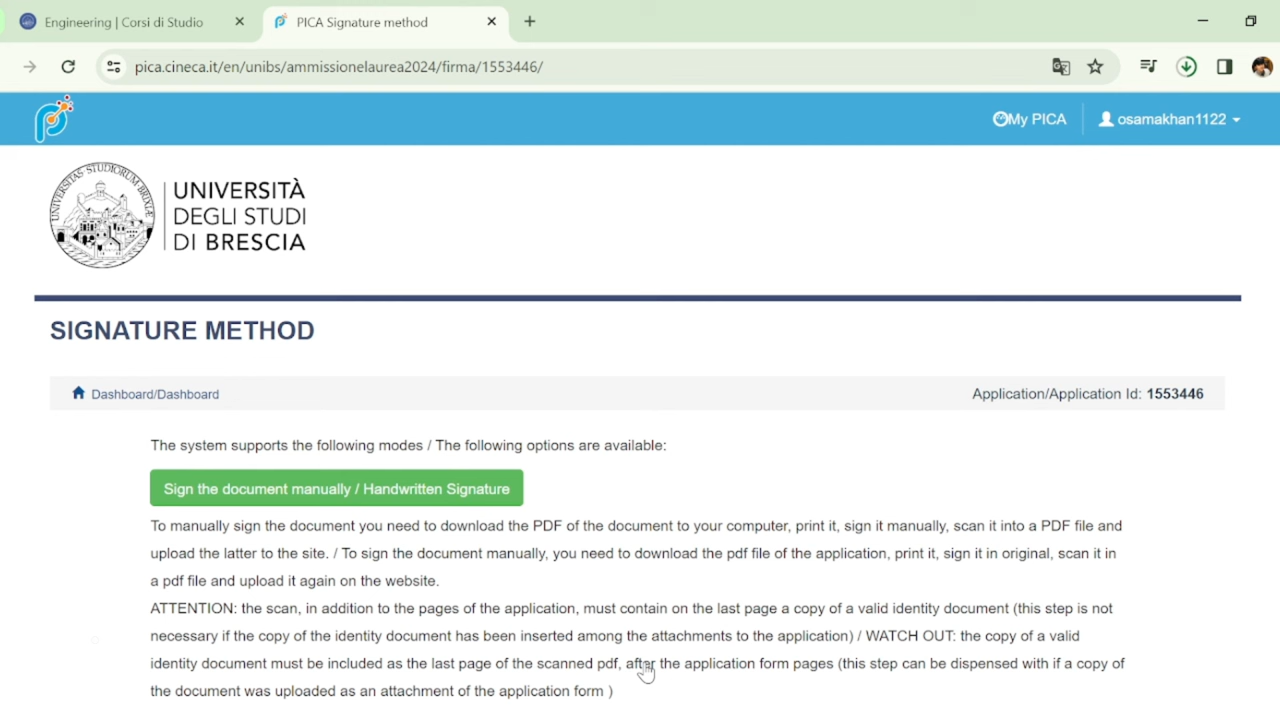 Engineering | Corsi di Studio
PICA Signature method
pica.cineca.it/en/unibs/ammissionelaurea2024/firma/1553446/
My PICA
osamakhan1122
UNIVERSITÀ
DEGLI STUDI
DI BRESCIA
SIGNATURE METHOD
Dashboard/Dashboard
Application/Application Id: 1553446
The system supports the following modes / The following options are available:
Sign the document manually / Handwritten Signature
To manually sign the document you need to download the PDF of the document to your computer, print it, sign it manually, scan it into a PDF file and
upload the latter to the site. / To sign the document manually, you need to download the pdf file of the application, print it, sign it in original, scan it in
a pdf file and upload it again on the website.
ATTENTION: the scan, in addition to the pages of the application, must contain on the last page a copy of a valid identity document (this step is not
necessary if the copy of the identity document has been inserted among the attachments to the application) / WATCH OUT: the copy of a valid
identity document must be included as the last page of the scanned pdf, after the application form pages (this step can be dispensed with if a copy of
the document was uploaded as an attachment of the application form )